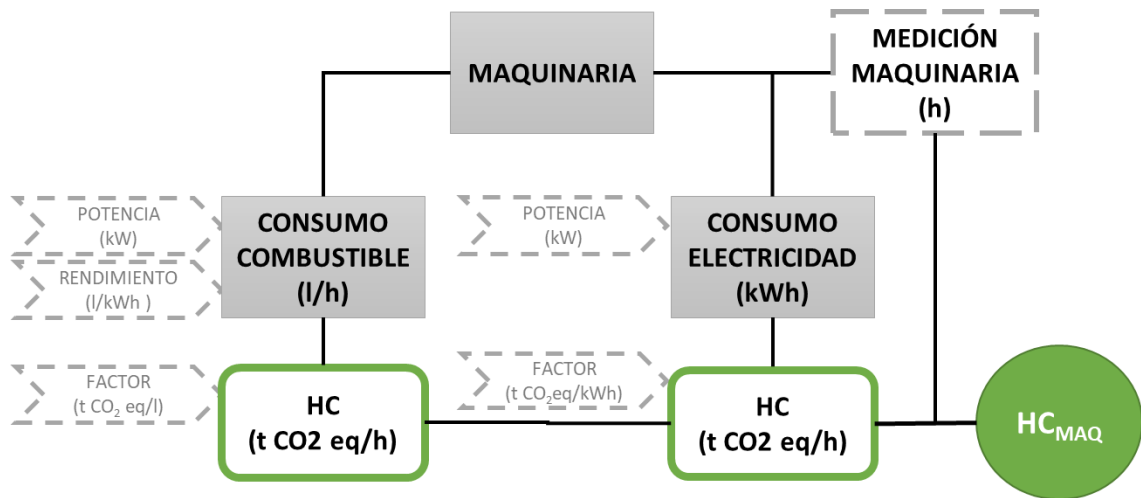 MAQUINARIA
MEDICIÓN
MAQUINARIA
(h)
POTENCIA
(kW)
RENDIMIENTO
(l/kWh )
CONSUMO
COMBUSTIBLE
(l/h)
POTENCIA
(kW)
CONSUMO
ELECTRICIDAD
(kWh)
FACTOR
(t CO₂ eq/l)
HC
(t CO2 eq/h)
FACTOR
(t CO₂eq/kWh)
HC
(t CO2 eq/h)
HC_MAQ